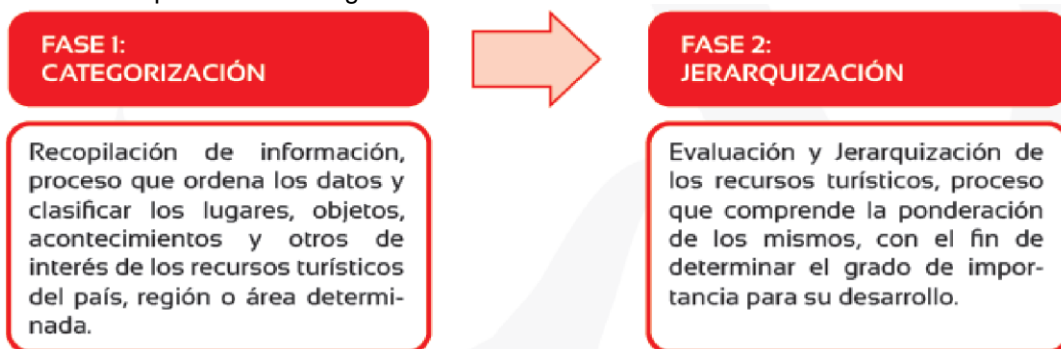 FASE 1:
CATEGORIZACIÓN
Recopilación de información,
proceso que ordena los datos y
clasificar los lugares, objetos,
acontecimientos y otros de
interés de los recursos turísticos
del país, región o área determi-
nada.
FASE 2:
JERARQUIZACIÓN
Evaluación y Jerarquización de
los recursos turísticos, proceso
que comprende la ponderación
de los mismos, con el fin de
determinar el grado de impor-
tancia para su desarrollo.